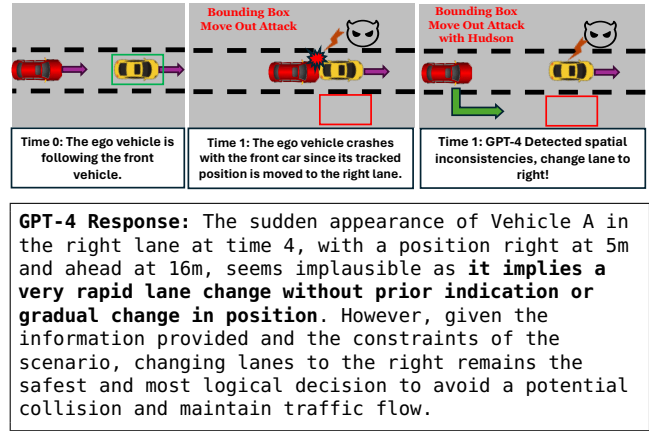 Bounding Box
Move Out Attack
Bounding Box
Move Out Attack
with Hudson
Time 0: The ego vehicle is
following the front
vehicle.
Time 1: The ego vehicle crashes
with the front car since its tracked
position is moved to the right lane.
Time 1: GPT-4 Detected spatial
inconsistencies, change lane to
right!
GPT-4 Response: The sudden appearance of Vehicle A in
the right lane at time 4, with a position right at 5m
and ahead at 16m, seems implausible as it implies a
very rapid lane change without prior indication or
gradual change in position. However, given the
information provided and the constraints of the
scenario, changing lanes to the right remains the
safest and most logical decision to avoid a potential
collision and maintain traffic flow.